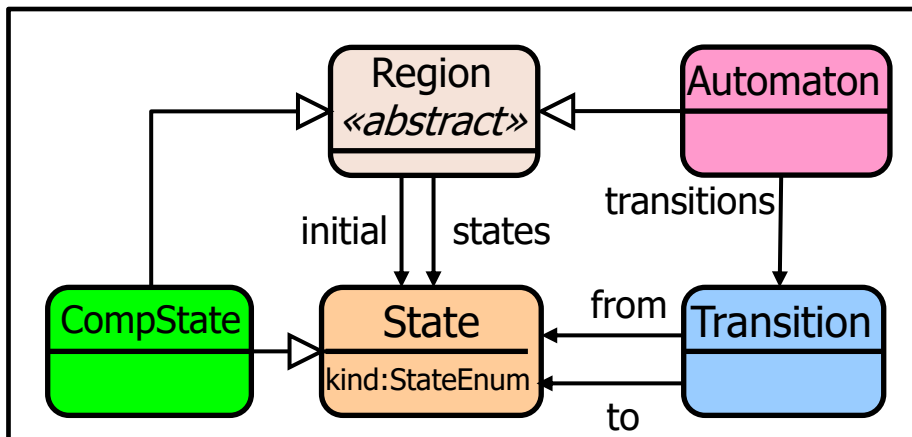 Region
«abstract»
Automaton
transitions
initial
states
CompState
State
kind:StateEnum
from
to
Transition